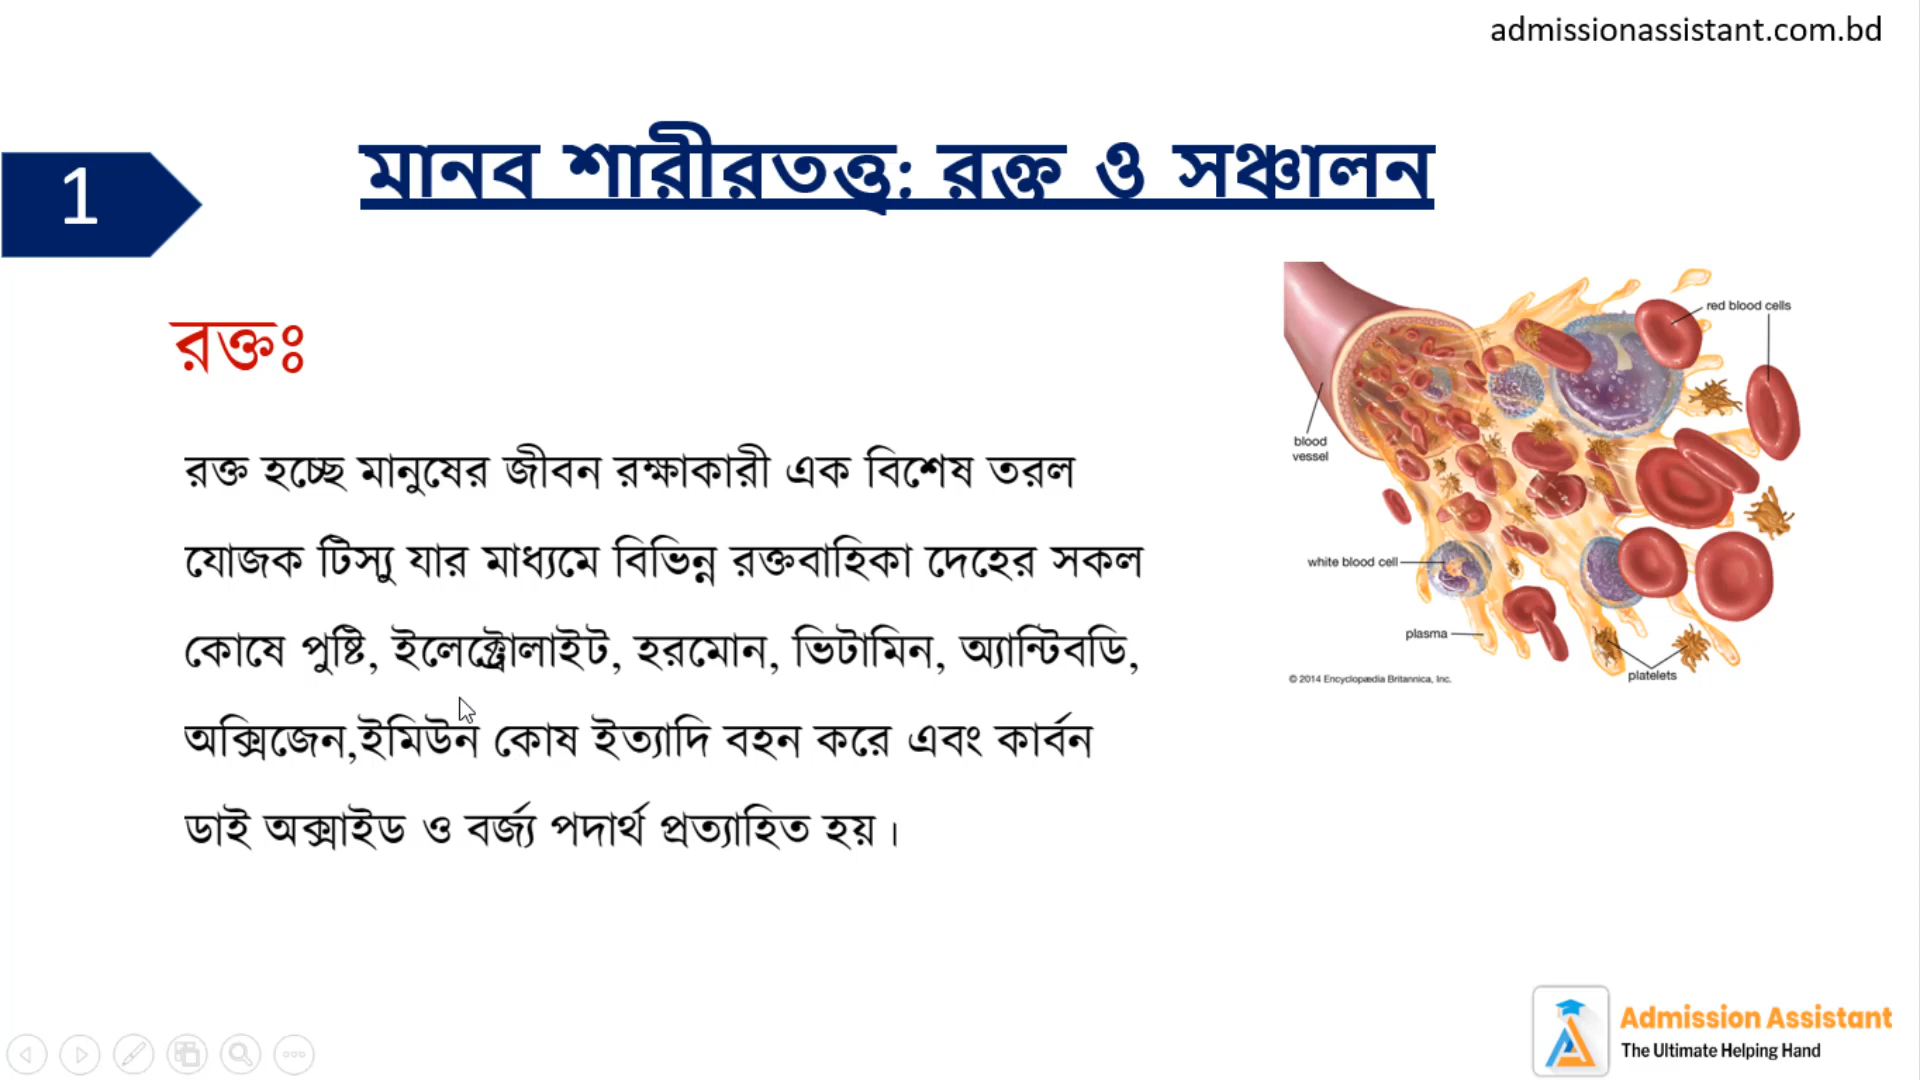 admissionassistant.com.bd
1
মানব শারীরতত্ত্ব: রক্ত ও সঞ্চালন
রক্তঃ
রক্ত হচ্ছে মানুষের জীবন রক্ষাকারী এক বিশেষ তরল
যোজক টিস্যু যার মাধ্যমে বিভিন্ন রক্তবাহিকা দেহের সকল
কোষে পুষ্টি, ইলেক্ট্রোলাইট, হরমোন, ভিটামিন, অ্যান্টিবডি,
অক্সিজেন,ইমিউন কোষ ইত্যাদি বহন করে এবং কার্বন
ডাই অক্সাইড ও বর্জ্য পদার্থ প্রত্যাহিত হয়।
red blood cells
blood
vessel
white blood cell
plasma
platelets
© 2014 Encyclopædia Britannica, Inc.
Admission Assistant
The Ultimate Helping Hand